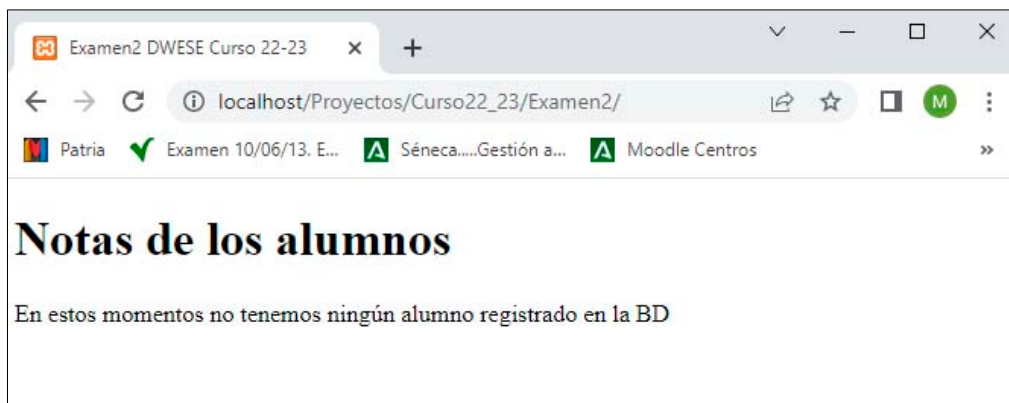 Examen2 DWESE Curso 22-23
localhost/Proyectos/Curso22_23/Examen2/
M
Patria Examen 10/06/13. E... Séneca.....Gestión a... Moodle Centros
Notas de los alumnos
En estos momentos no tenemos ningún alumno registrado en la BD